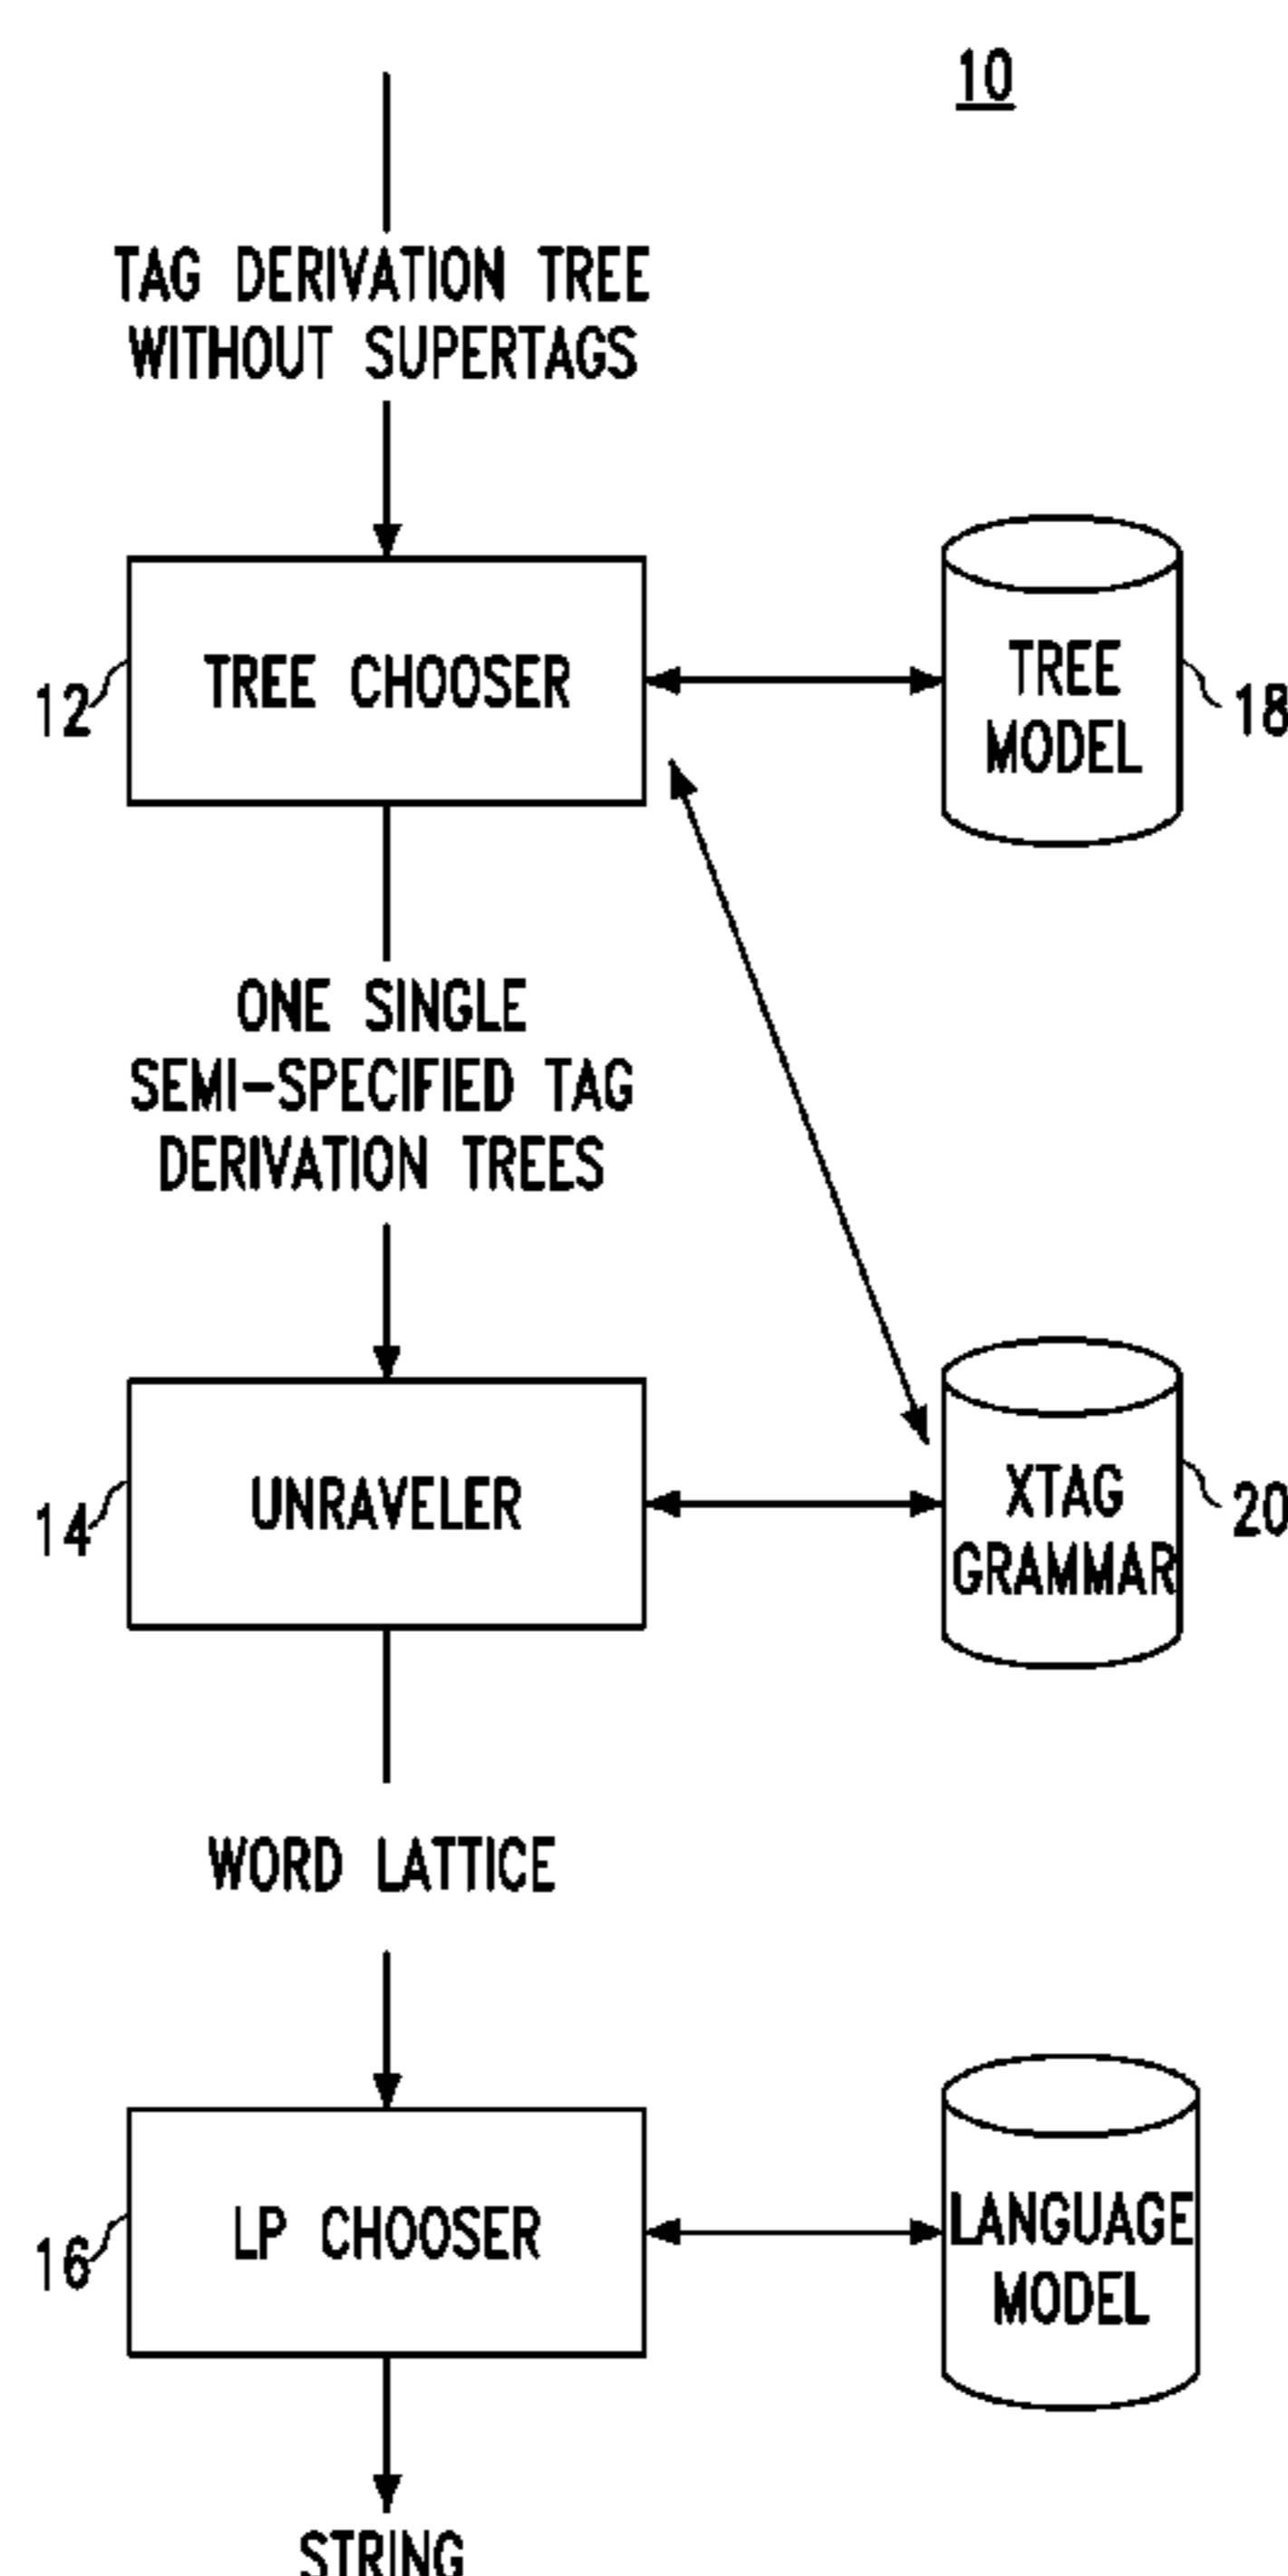 10
TAG DERIVATION TREE
WITHOUT SUPERTAGS
TREE CHOOSER
12
TREE
MODEL
18
ONE SINGLE
SEMI-SPECIFIED TAG
DERIVATION TREES
UNRAVELER
14
XTAG
GRAMMAR
20
WORD LATTICE
LP CHOOSER
16
LANGUAGE
MODEL
STRING